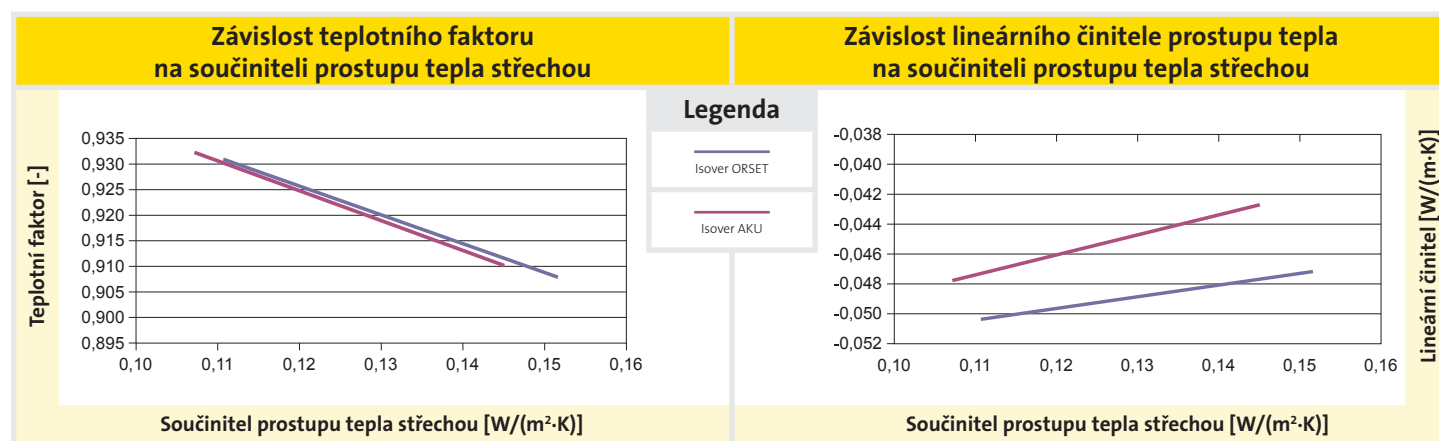 Závislost teplotního faktoru
na součiniteli prostupu tepla střechou
Závislost lineárního činitele prostupu tepla
na součiniteli prostupu tepla střechou
Teplotní faktor [-]
0,935
0,930
0,925
0,920
0,915
0,910
0,905
0,900
0,895
0,10 0,11 0,12 0,13 0,14 0,15 0,16
Součinitel prostupu tepla střechou [W/(m²·K)]
Legenda
Isover ORSET
Isover AKU
-0,038
-0,040
-0,042
-0,044
-0,046
-0,048
-0,050
-0,052
0,10 0,11 0,12 0,13 0,14 0,15 0,16
Součinitel prostupu tepla střechou [W/(m²·K)]
Lineární činitel [W/(m·K)]